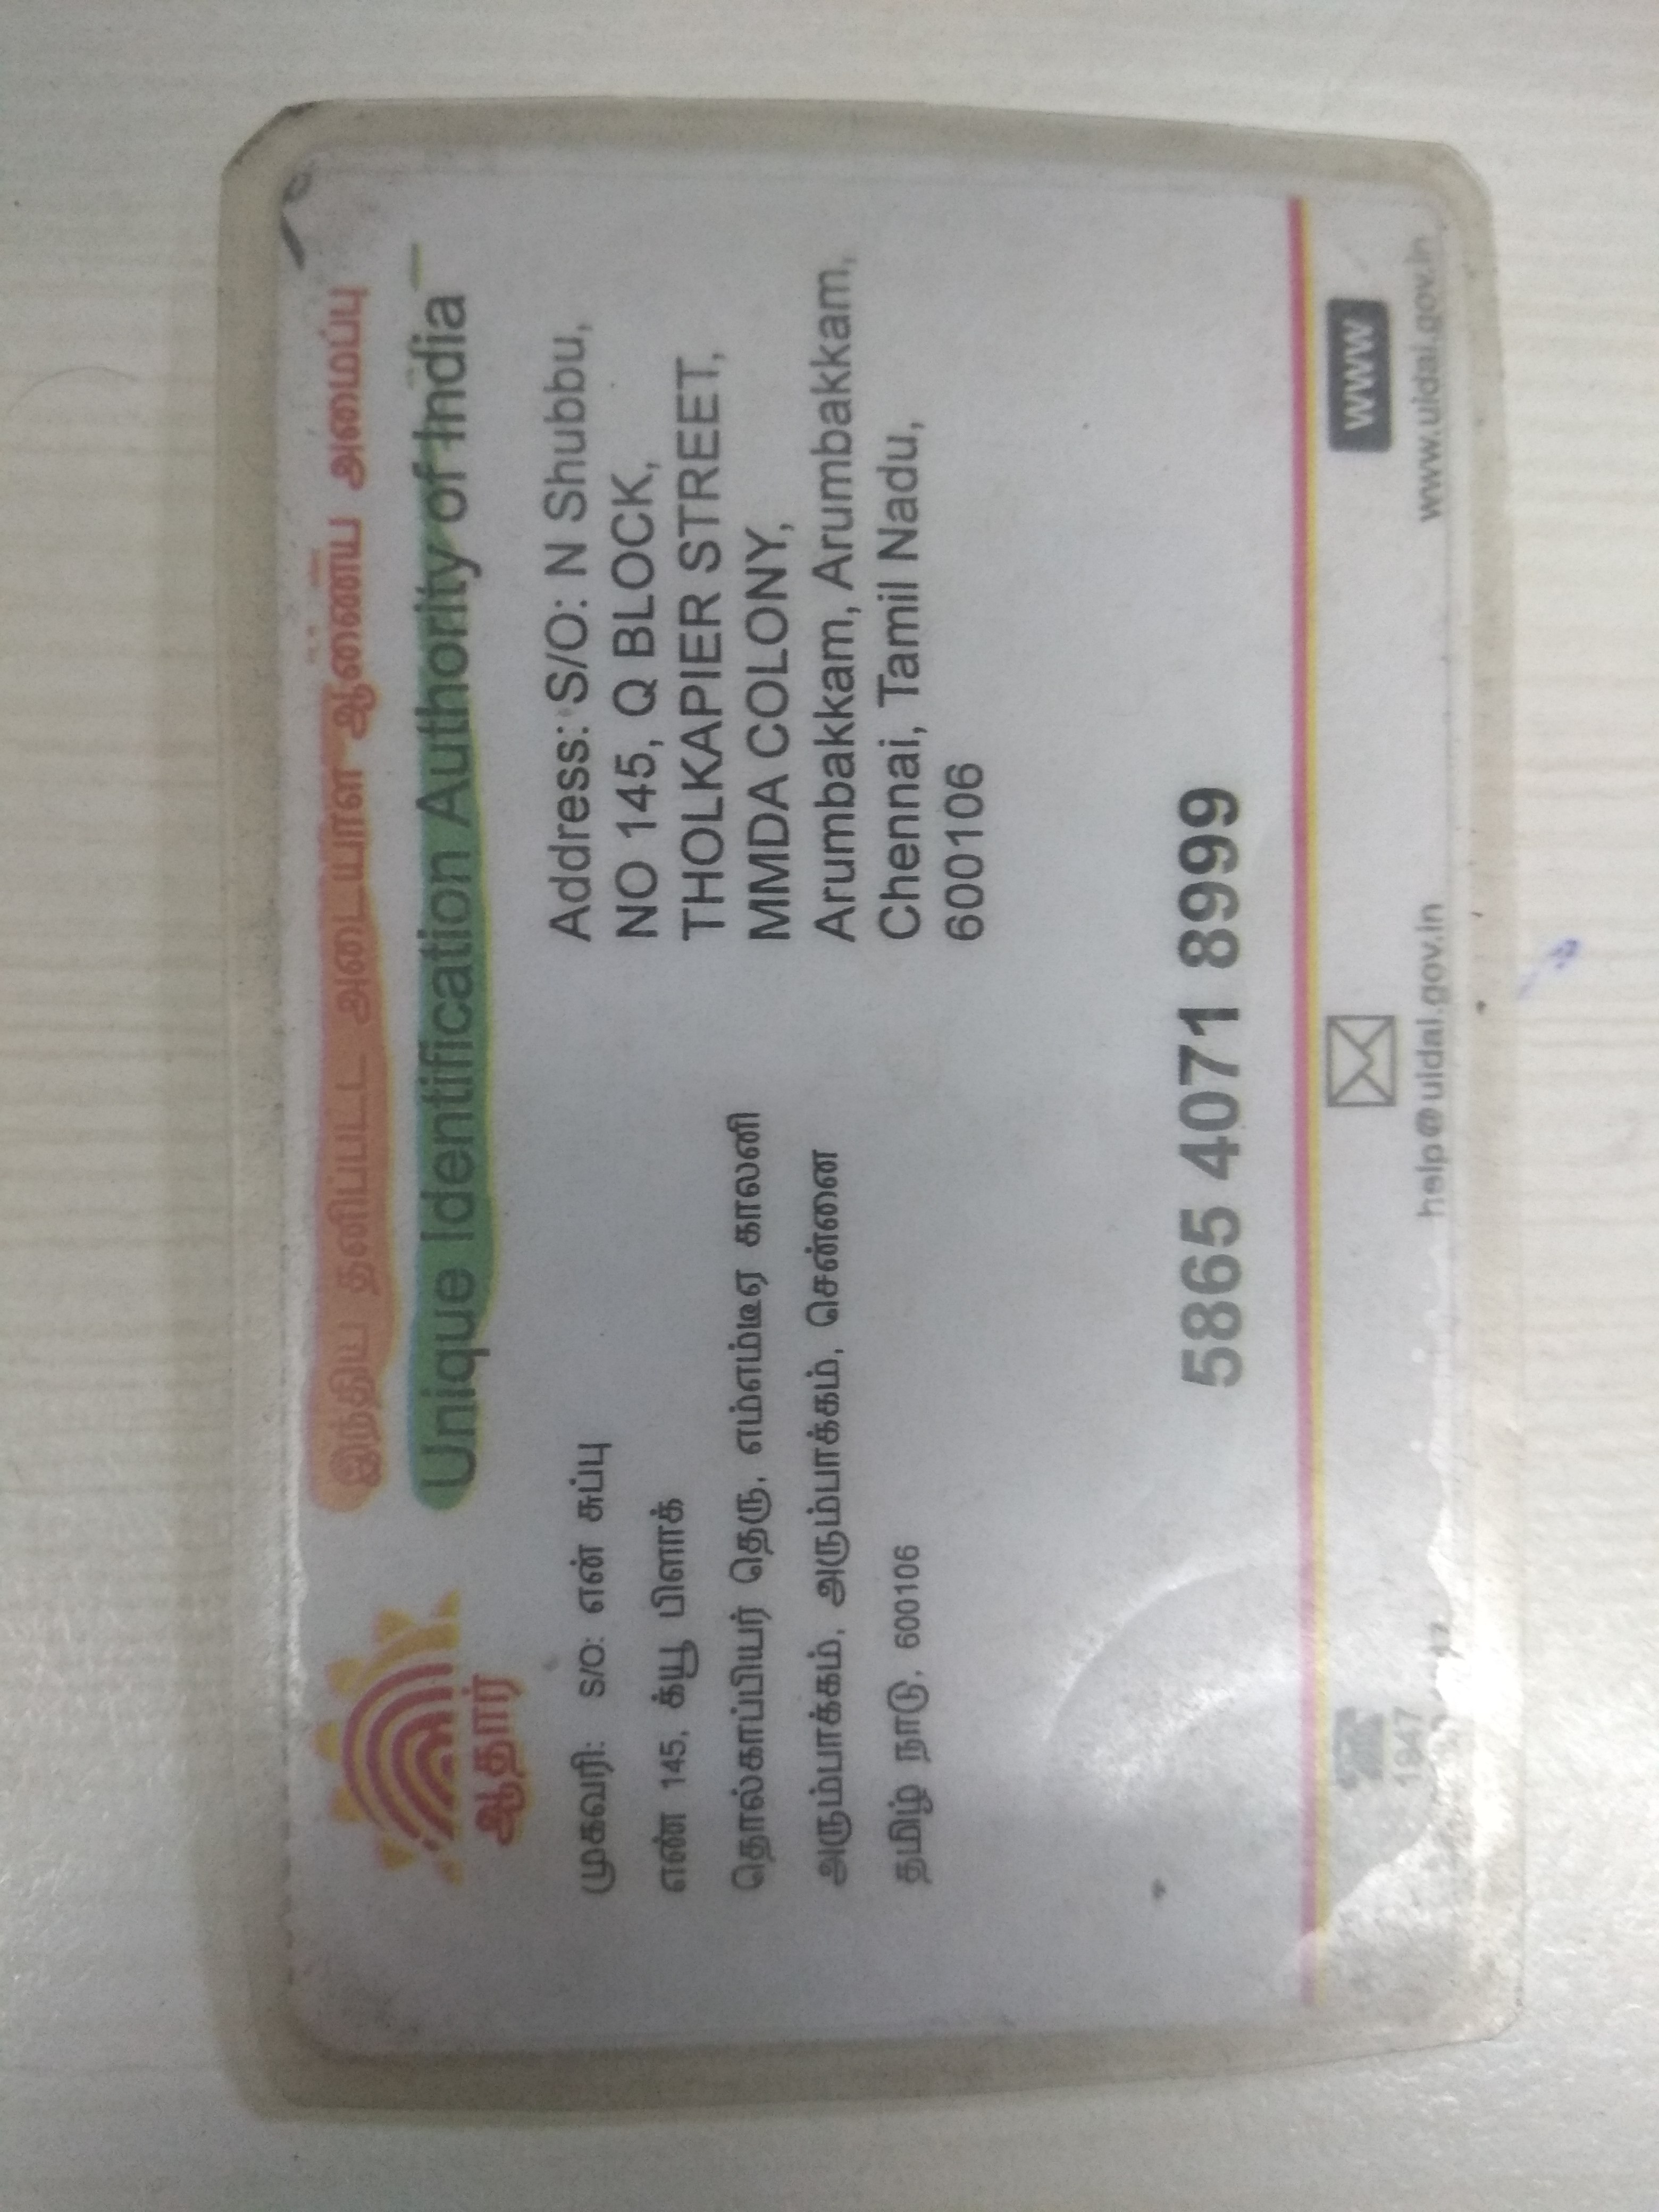 இந்திய தனிப்பட்ட அடையாள ஆணைய அமைப்பு
Unique Identification Authority of India
ஆதார்
முகவரி: S/O: என் சுப்பு
எண் 145, க்யூ பிளாக்
தொல்காப்பியர் தெரு, எம்எம்டிஏ காலனி
அரும்பாக்கம், அரும்பாக்கம், சென்னை
தமிழ் நாடு, 600106
Address: S/O: N Shubbu,
NO 145, Q BLOCK,
THOLKAPIER STREET,
MMDA COLONY,
Arumbakkam, Arumbakkam,
Chennai, Tamil Nadu,
600106
5865 4071 8999
1947
help@uidai.gov.in
www
www.uidai.gov.in